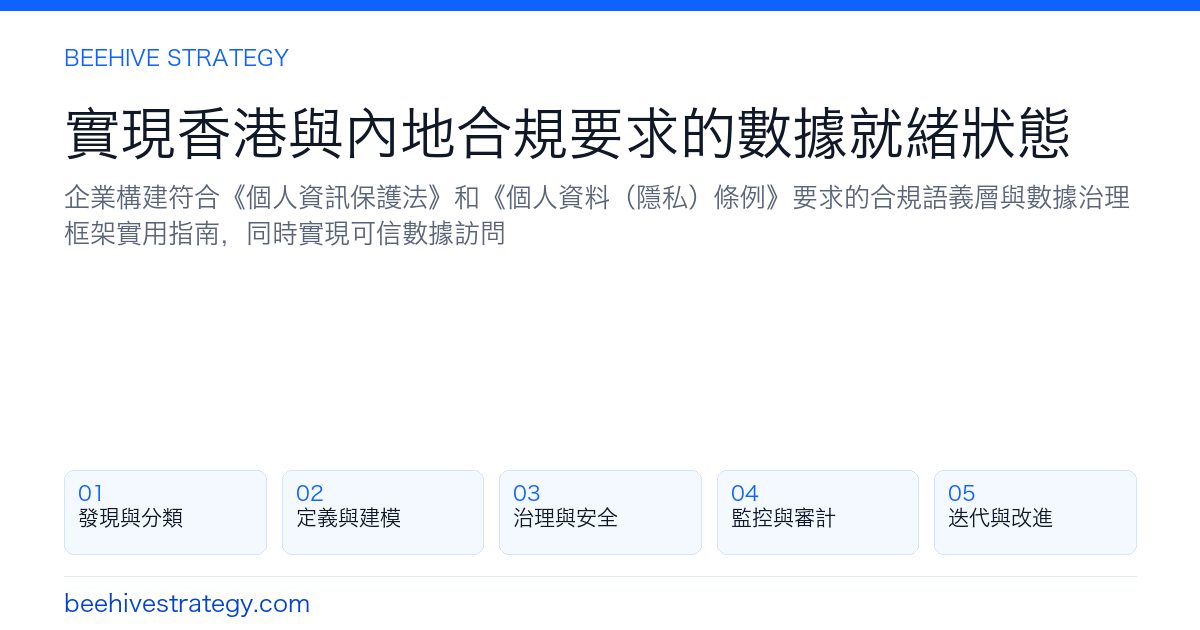 BEEHIVE STRATEGY
實現香港與內地合規要求的數據就緒狀態
企業構建符合《個人資訊保護法》和《個人資料（隱私）條例》要求的合規語義層與數據治理
框架實用指南，同時實現可信數據訪問
01
發現與分類
02
定義與建模
03
治理與安全
04
監控與審計
05
迭代與改進
beehivestrategy.com